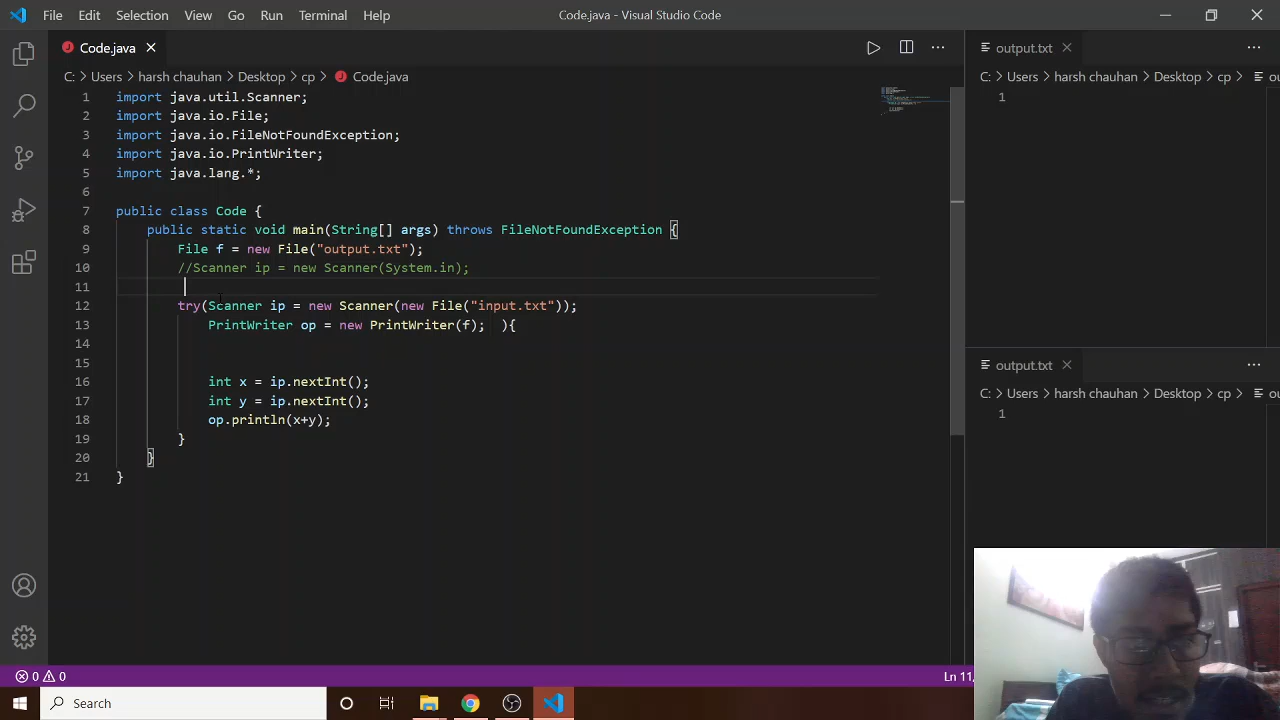 File Edit Selection View Go Run Terminal Help
Code.java - Visual Studio Code
Code.java
C: > Users > harsh chauhan > Desktop > cp > Code.java
1 import java.util.Scanner;
2 import java.io.File;
3 import java.io.FileNotFoundException;
4 import java.io.PrintWriter;
5 import java.lang.*;
6
7 public class Code {
8 public static void main(String[] args) throws FileNotFoundException {
9 File f = new File("output.txt");
10 //Scanner ip = new Scanner(System.in);
11
12 try(Scanner ip = new Scanner(new File("input.txt"));
13 PrintWriter op = new PrintWriter(f); ){
14
15
16 int x = ip.nextInt();
17 int y = ip.nextInt();
18 op.println(x+y);
19 }
20 }
21 }
output.txt
C: > Users > harsh chauhan > Desktop > cp > ou
1
output.txt
C: > Users > harsh chauhan > Desktop > cp > ou
1
0 0
Ln 11,
Search